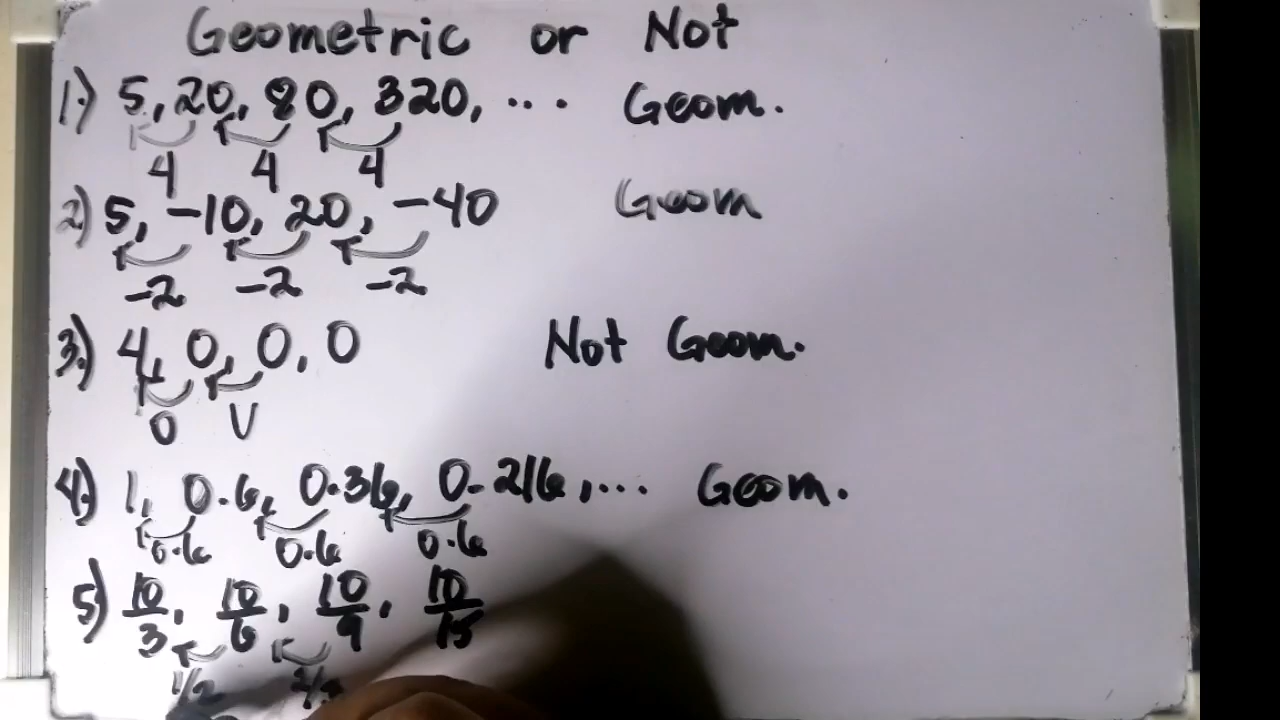 Geometric or Not
1.) 5, 20, 80, 320, ... Geom.
4 4 4
2) 5, -10, 20, -40 Geom
-2 -2 -2
3.) 4, 0, 0, 0 Not Geom.
0 U
4.) 1, 0.6, 0.36, 0.216, ... Geom.
0.6 0.6 0.6
5) 10/3, 10/6, 10/9, 10/15
1/2